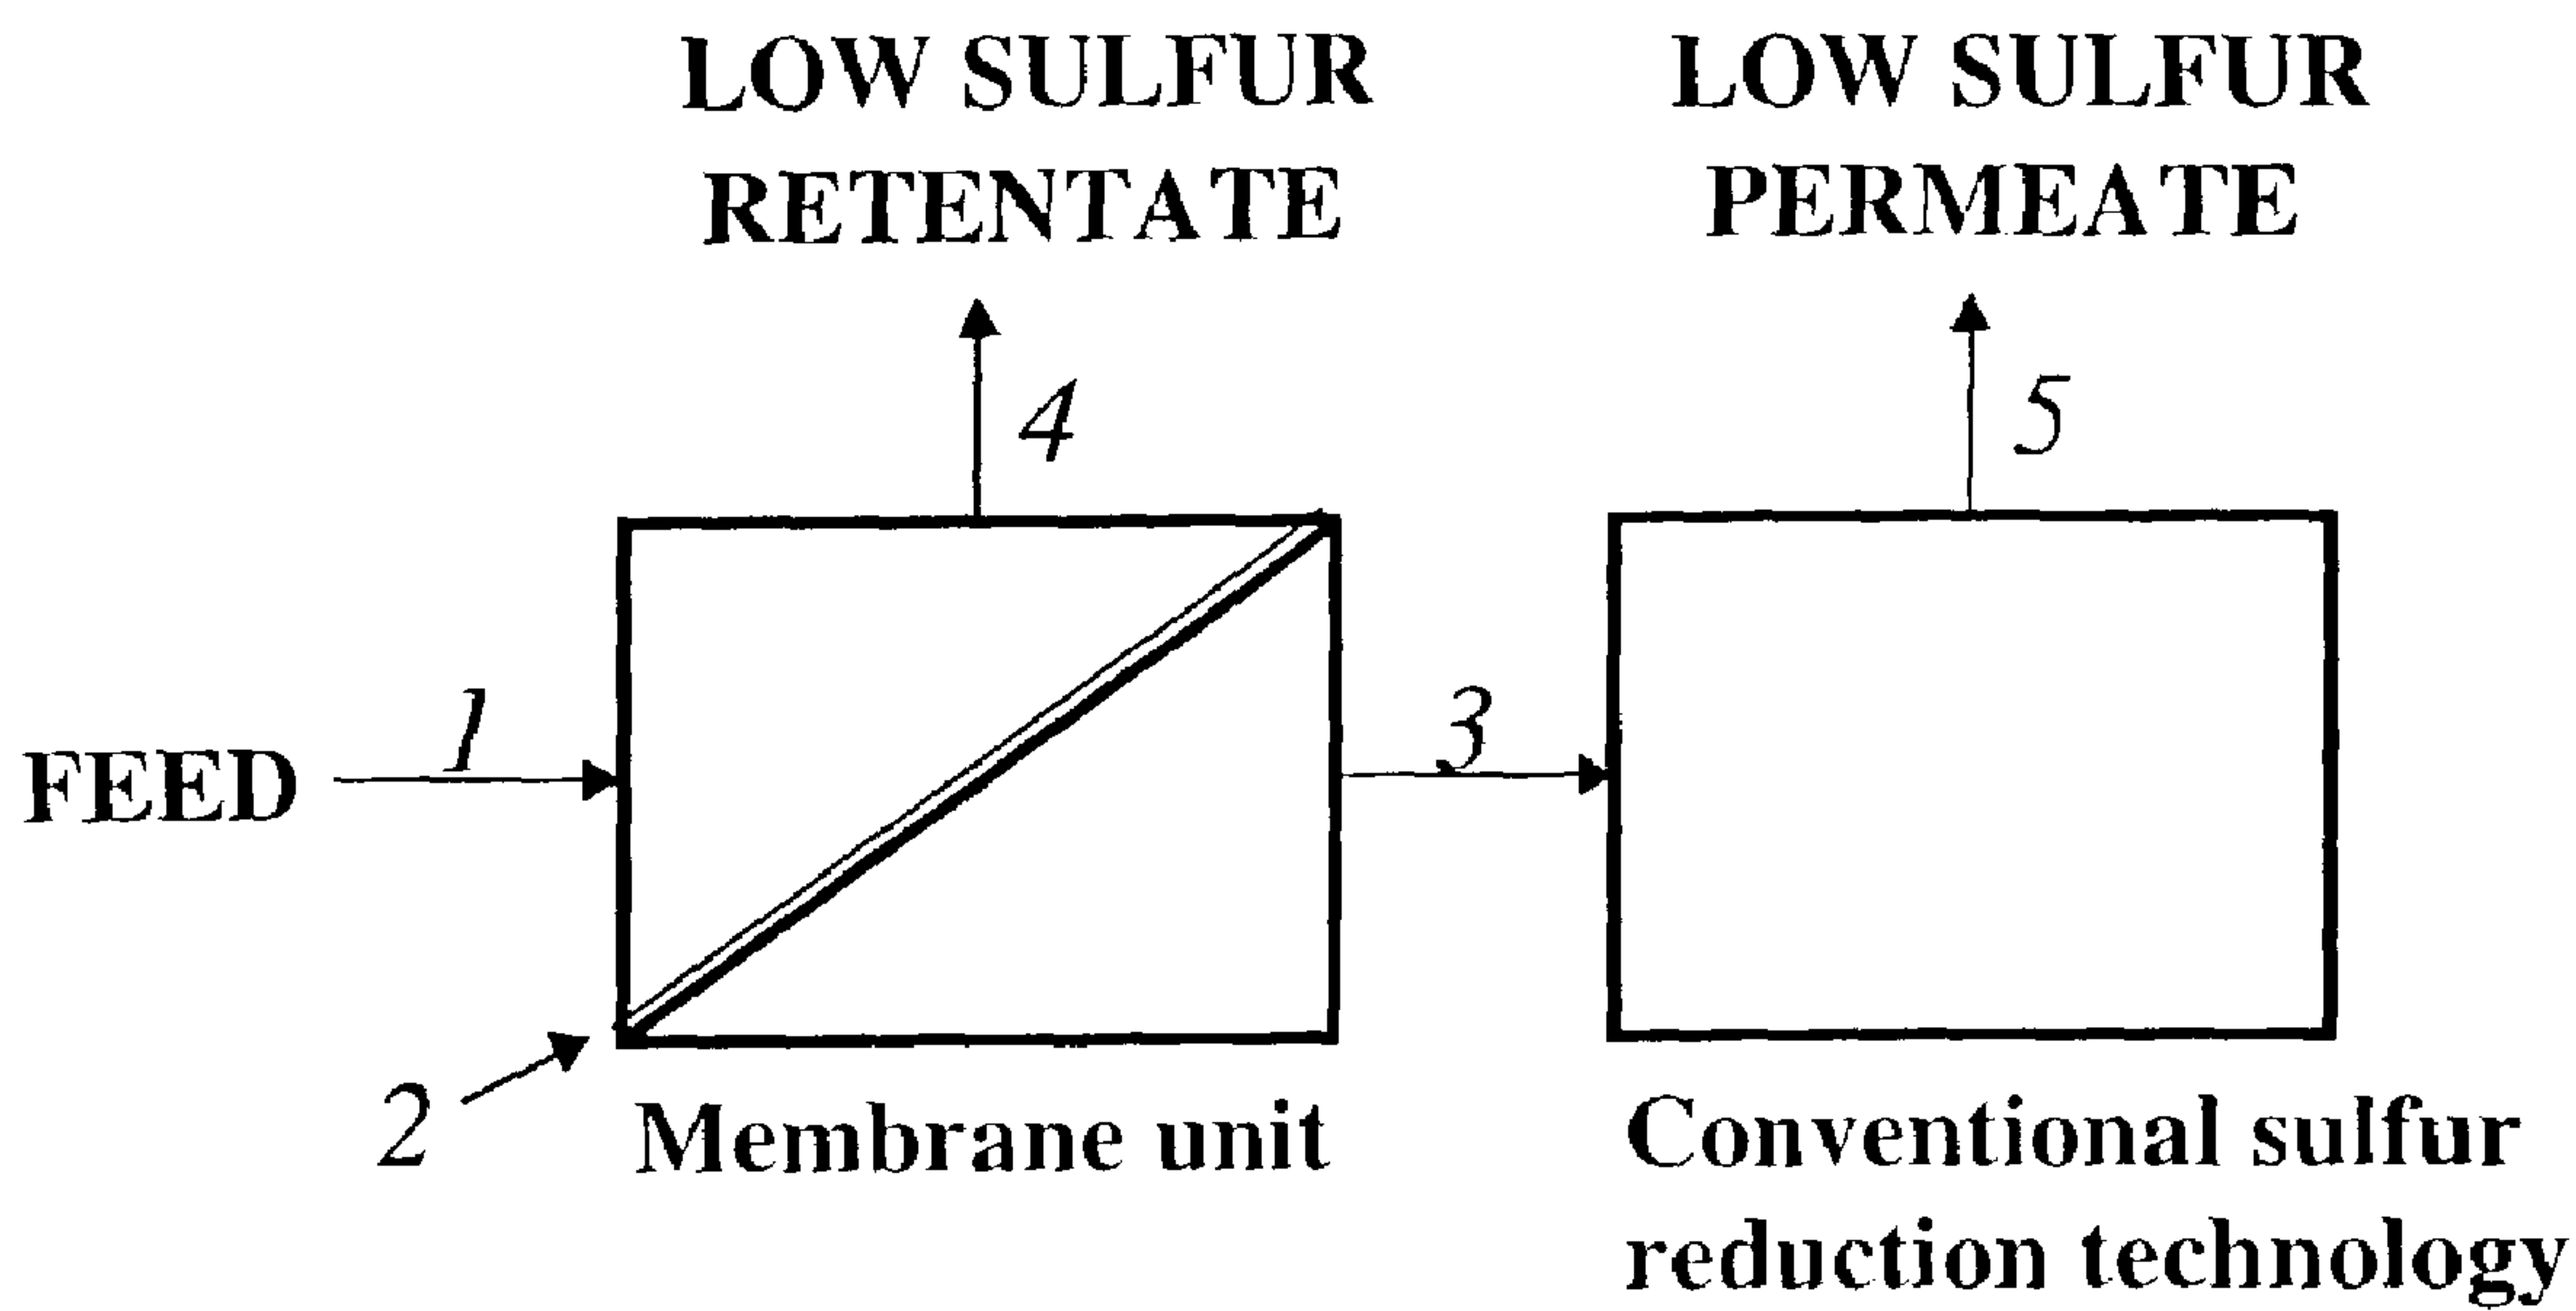 LOW SULFUR
RETENTATE
LOW SULFUR
PERMEATE
4
5
FEED
1
3
2
Membrane unit
Conventional sulfur
reduction technology